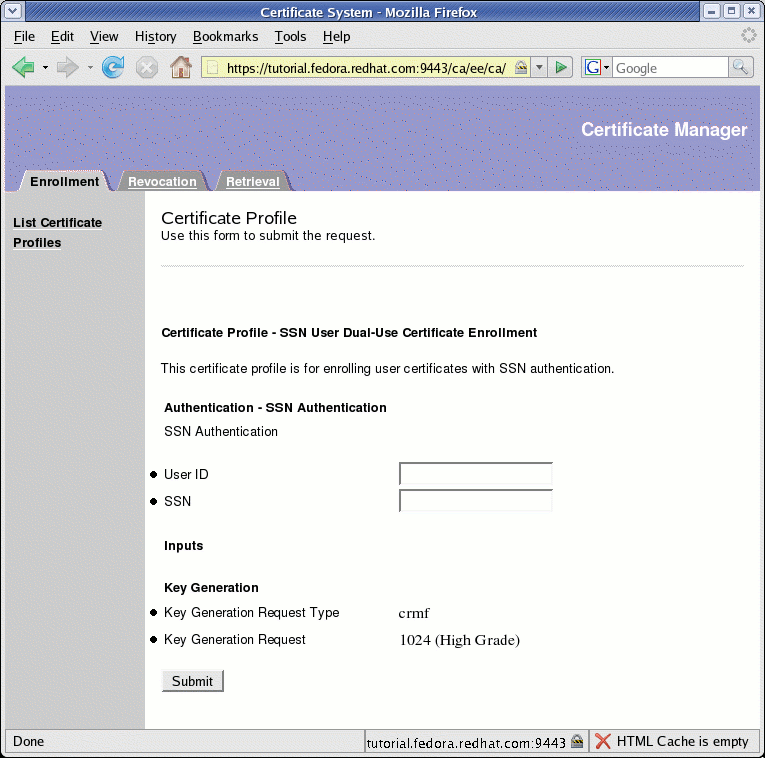 Certificate System - Mozilla Firefox
File Edit View History Bookmarks Tools Help
https://tutorial.fedora.redhat.com:9443/ca/ee/ca/
G Google
Certificate Manager
Enrollment Revocation Retrieval
List Certificate
Profiles
Certificate Profile
Use this form to submit the request.
Certificate Profile - SSN User Dual-Use Certificate Enrollment
This certificate profile is for enrolling user certificates with SSN authentication.
Authentication - SSN Authentication
SSN Authentication
User ID
SSN
Inputs
Key Generation
Key Generation Request Type crmf
Key Generation Request 1024 (High Grade)
Submit
Done tutorial.fedora.redhat.com:9443 HTML Cache is empty